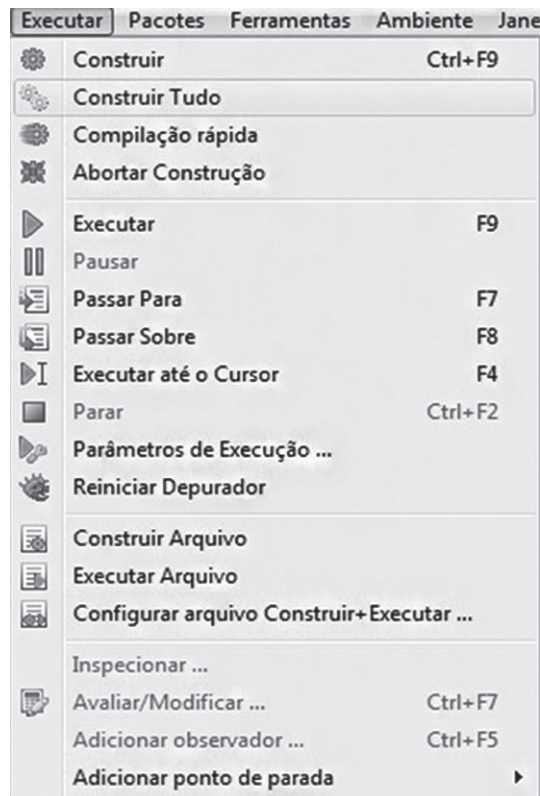 Executar Pacotes Ferramentas Ambiente Jane
Construir Ctrl+F9
Construir Tudo
Compilação rápida
Abortar Construção
Executar F9
Pausar
Passar Para F7
Passar Sobre F8
Executar até o Cursor F4
Parar Ctrl+F2
Parâmetros de Execução ...
Reiniciar Depurador
Construir Arquivo
Executar Arquivo
Configurar arquivo Construir+Executar ...
Inspecionar ...
Avaliar/Modificar ... Ctrl+F7
Adicionar observador ... Ctrl+F5
Adicionar ponto de parada